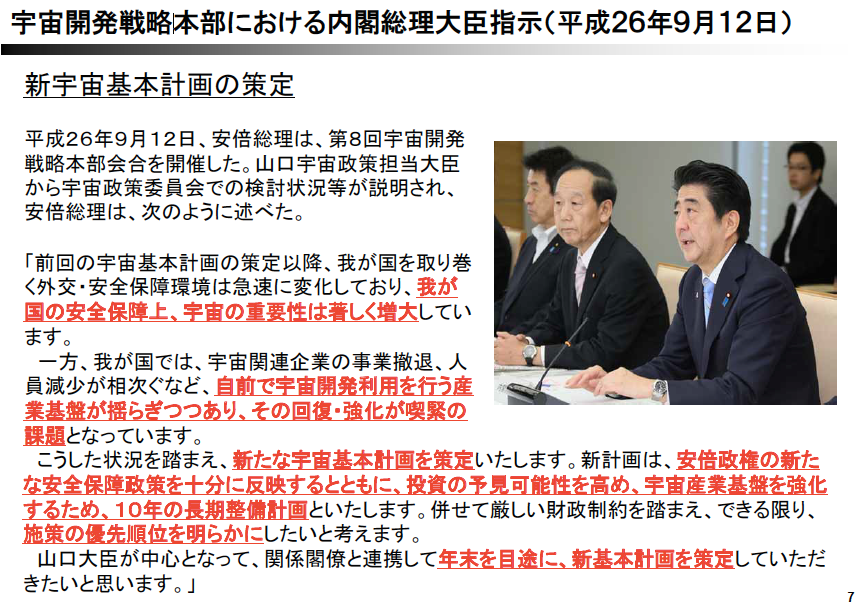 宇宙開発戦略本部における内閣総理大臣指示（平成26年9月12日）
新宇宙基本計画の策定
平成26年9月12日、安倍総理は、第8回宇宙開発
戦略本部会合を開催した。山口宇宙政策担当大臣
から宇宙政策委員会での検討状況等が説明され、
安倍総理は、次のように述べた。
「前回の宇宙基本計画の策定以降、我が国を取り巻
く外交・安全保障環境は急速に変化しており、我が
国の安全保障上、宇宙の重要性は著しく増大してい
ます。
一方、我が国では、宇宙関連企業の事業撤退、人
員減少が相次ぐなど、自前で宇宙開発利用を行う産
業基盤が揺らぎつつあり、その回復・強化が喫緊の
課題となっています。
こうした状況を踏まえ、新たな宇宙基本計画を策定いたします。新計画は、安倍政権の新た
な安全保障政策を十分に反映するとともに、投資の予見可能性を高め、宇宙産業基盤を強化
するため、10年の長期整備計画といたします。併せて厳しい財政制約を踏まえ、できる限り、
施策の優先順位を明らかにしたいと考えます。
山口大臣が中心となって、関係閣僚と連携して年末を目途に、新基本計画を策定していただ
きたいと思います。」
7